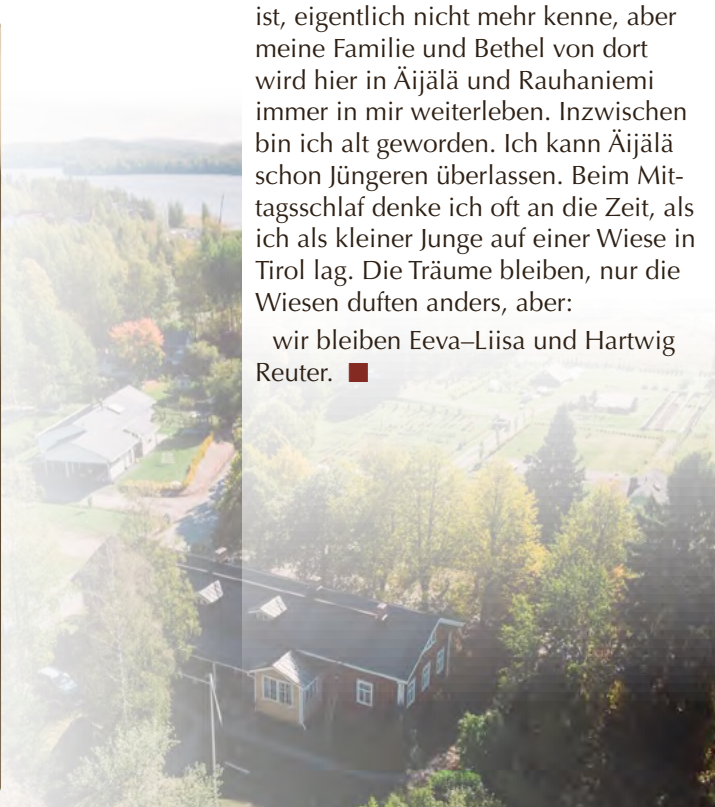 ist, eigentlich nicht mehr kenne, aber
meine Familie und Bethel von dort
wird hier in Äijälä und Rauhaniemi
immer in mir weiterleben. Inzwischen
bin ich alt geworden. Ich kann Äijälä
schon Jüngeren überlassen. Beim Mit-
tagsschlaf denke ich oft an die Zeit, als
ich als kleiner Junge auf einer Wiese in
Tirol lag. Die Träume bleiben, nur die
Wiesen duften anders, aber:
wir bleiben Eeva–Liisa und Hartwig
Reuter. ■